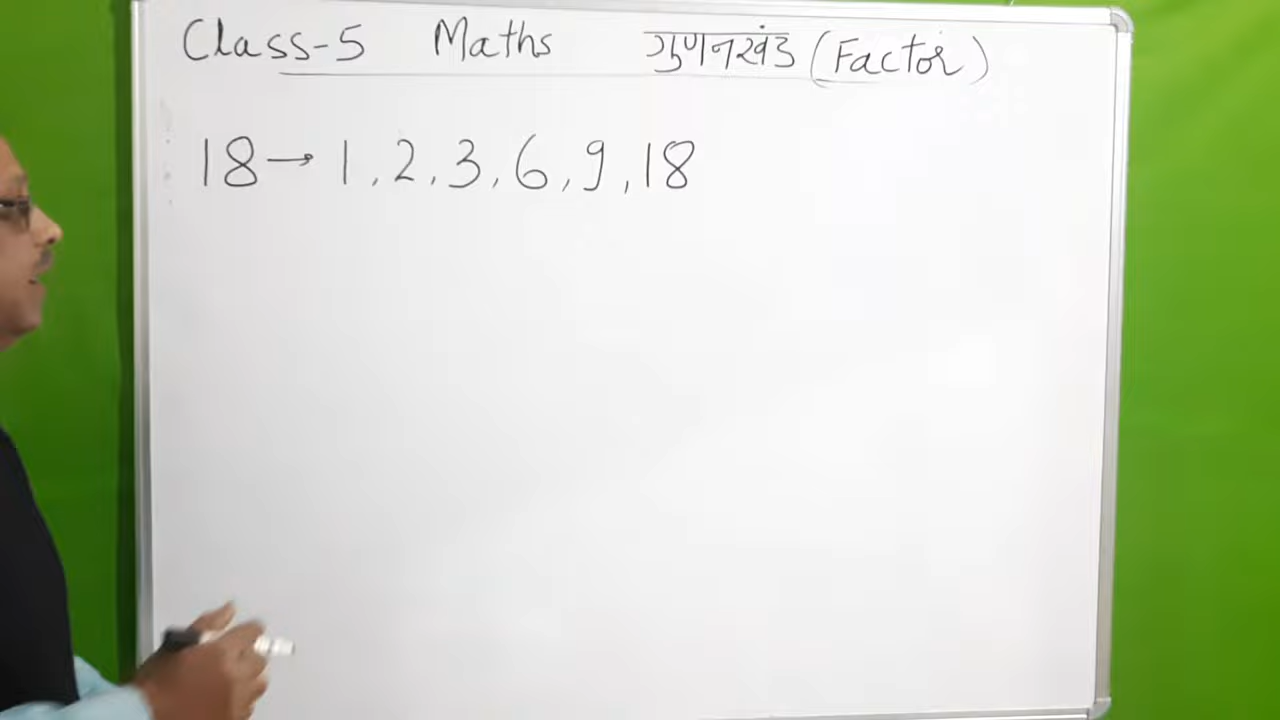 Class-5 Maths गुणनखंड (Factor)
18→ 1, 2, 3, 6, 9, 18